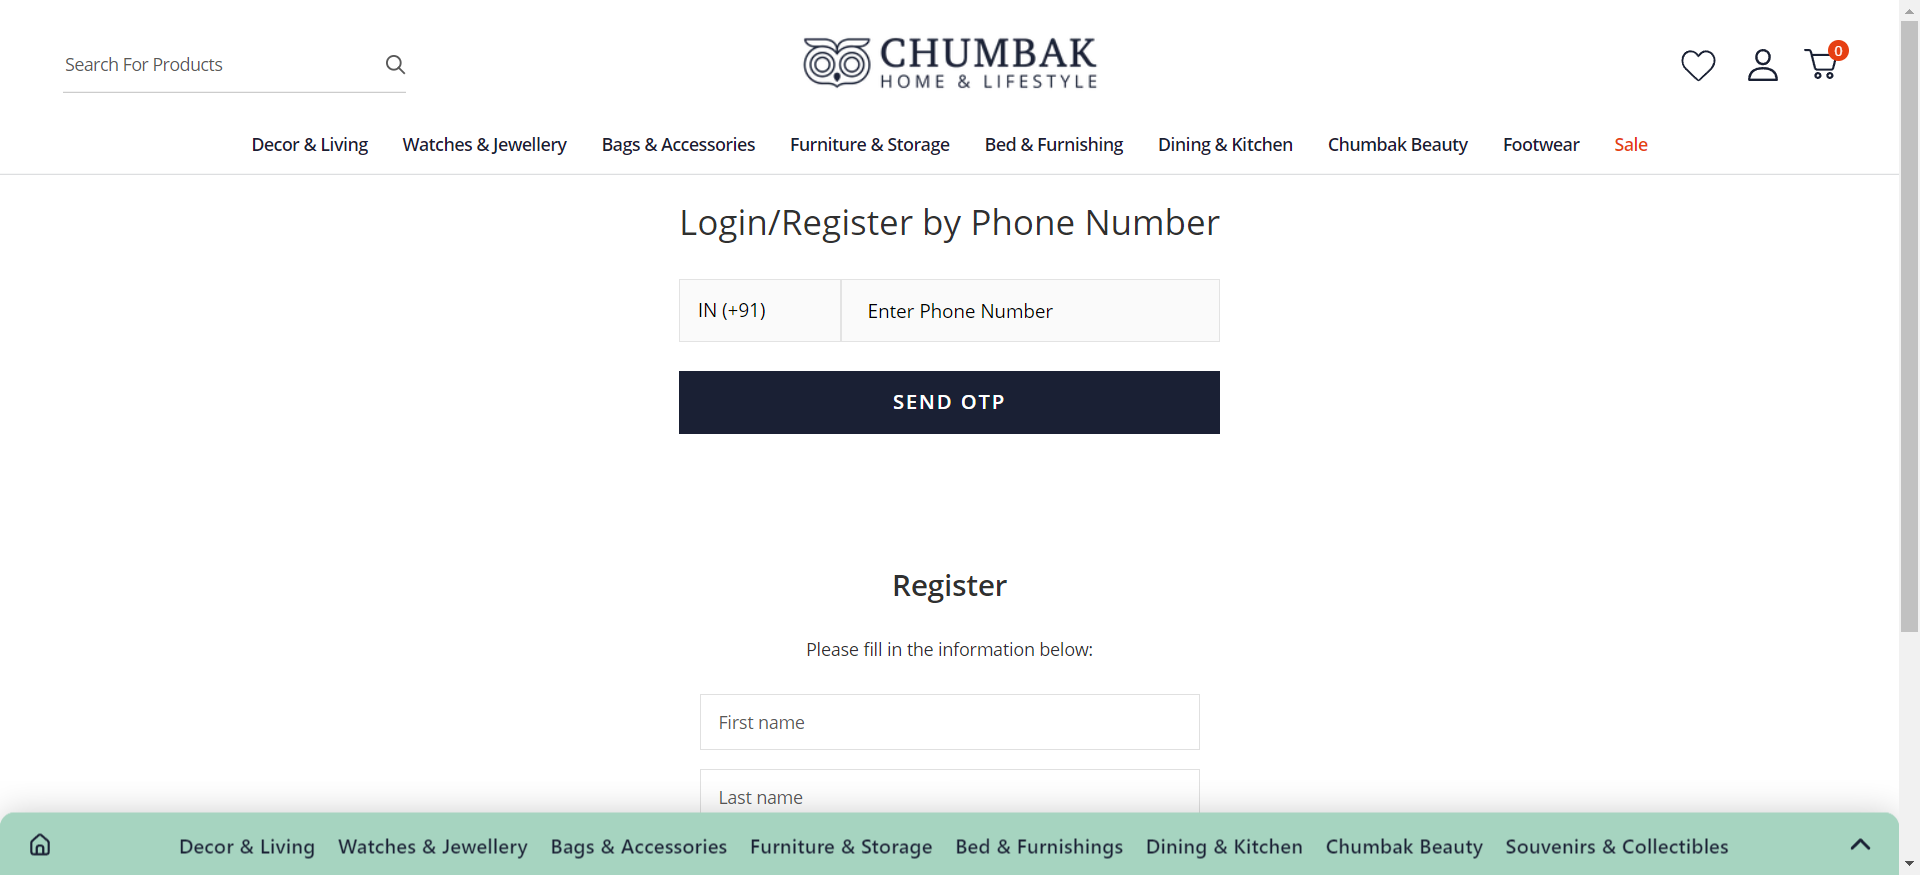 Search For Products
CHUMBAK
HOME & LIFESTYLE
0
Decor & Living Watches & Jewellery Bags & Accessories Furniture & Storage Bed & Furnishing Dining & Kitchen Chumbak Beauty Footwear Sale
Login/Register by Phone Number
IN (+91) Enter Phone Number
SEND OTP
Register
Please fill in the information below:
First name
Last name
Decor & Living Watches & Jewellery Bags & Accessories Furniture & Storage Bed & Furnishings Dining & Kitchen Chumbak Beauty Souvenirs & Collectibles